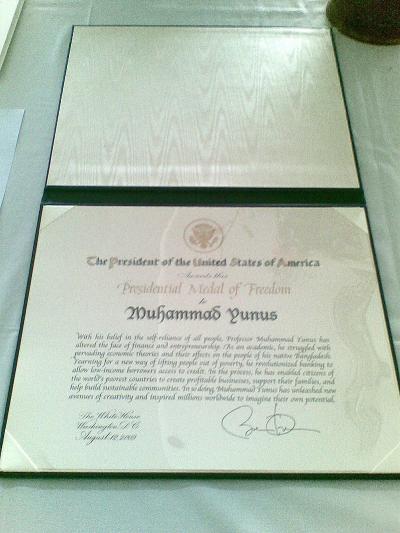 The President of the United States of America
Awards this
Presidential Medal of Freedom
to
Muhammad Yunus
With his belief in the self-reliance of all people, Professor Muhammad Yunus has
altered the face of finance and entrepreneurship. As an academic, he struggled with
pervading economic theories and their effects on the people of his native Bangladesh.
Yearning for a new way of lifting people out of poverty, he revolutionized banking to
allow low-income borrowers access to credit. In the process, he has enabled citizens of
the world's poorest countries to create profitable businesses, support their families, and
help build sustainable communities. In so doing, Muhammad Yunus has unleashed new
avenues of creativity and inspired millions worldwide to imagine their own potential.
The White House
Washington, D.C.
August 12, 2009